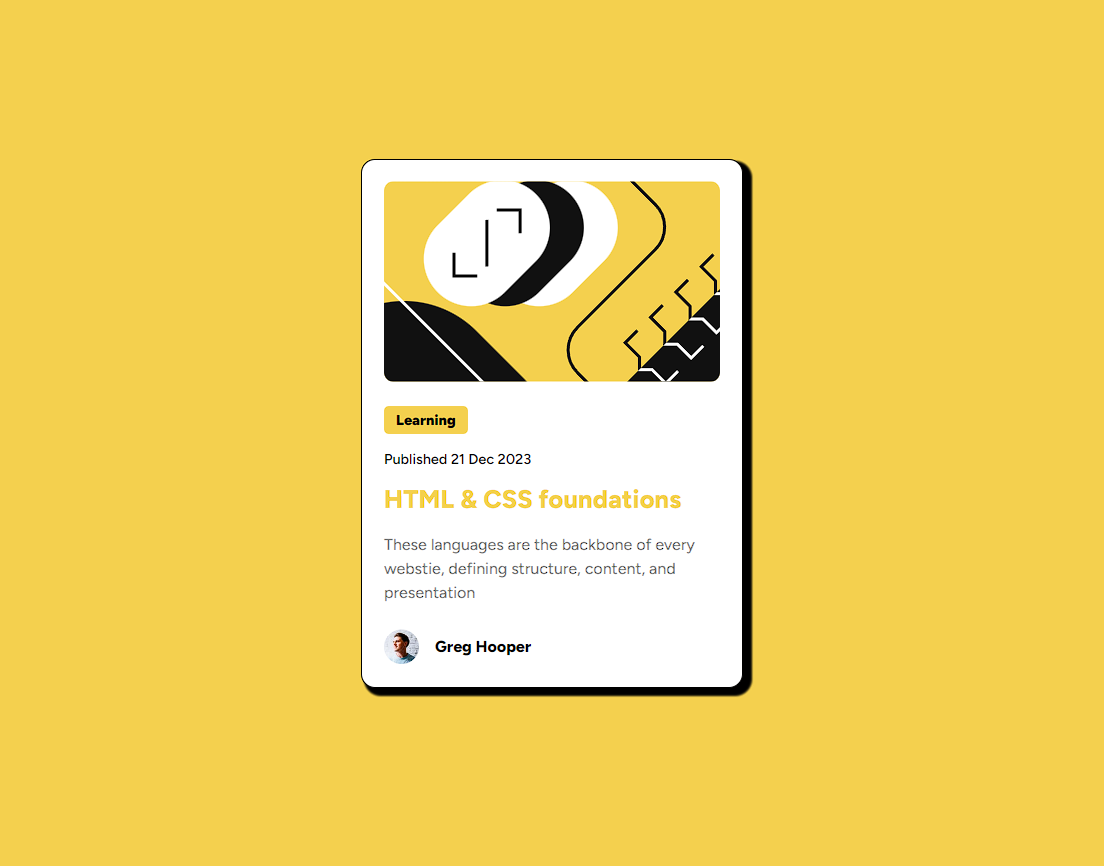 Learning
Published 21 Dec 2023
HTML & CSS foundations
These languages are the backbone of every
webstie, defining structure, content, and
presentation
Greg Hooper